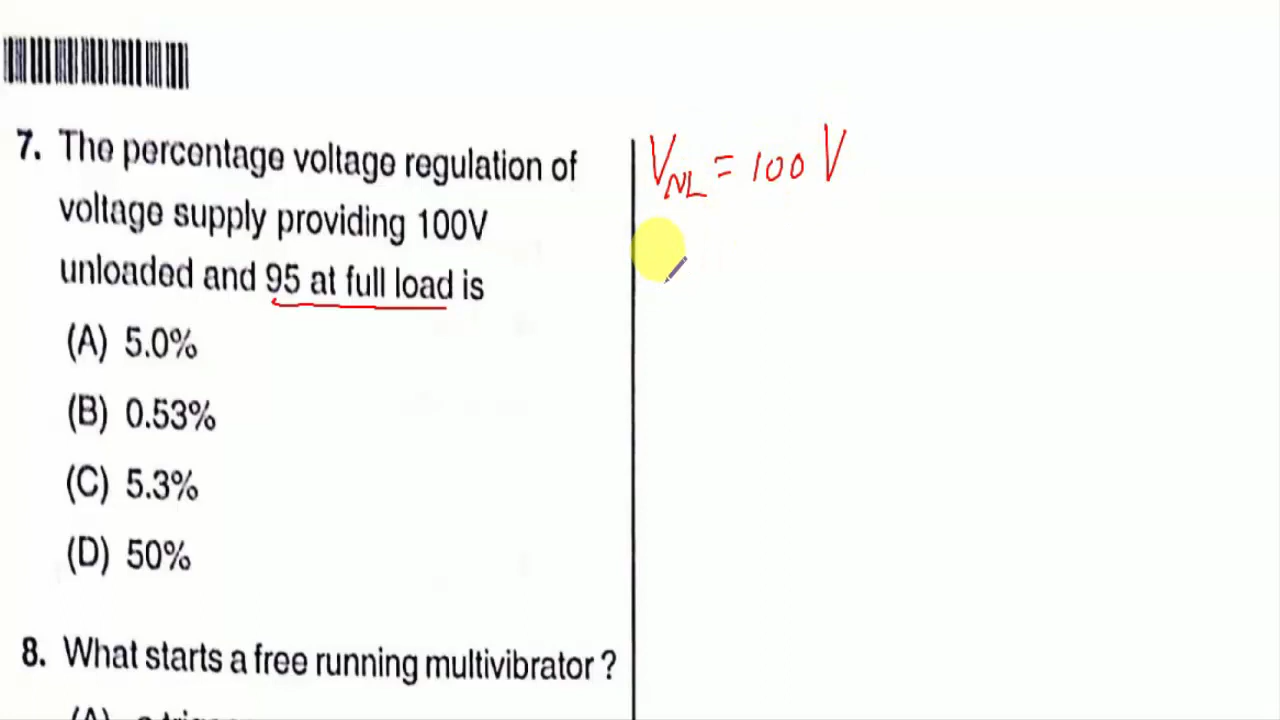 7. The percentage voltage regulation of
voltage supply providing 100V
unloaded and 95 at full load is
(A) 5.0%
(B) 0.53%
(C) 5.3%
(D) 50%
8. What starts a free running multivibrator ?
V_NL = 100 V